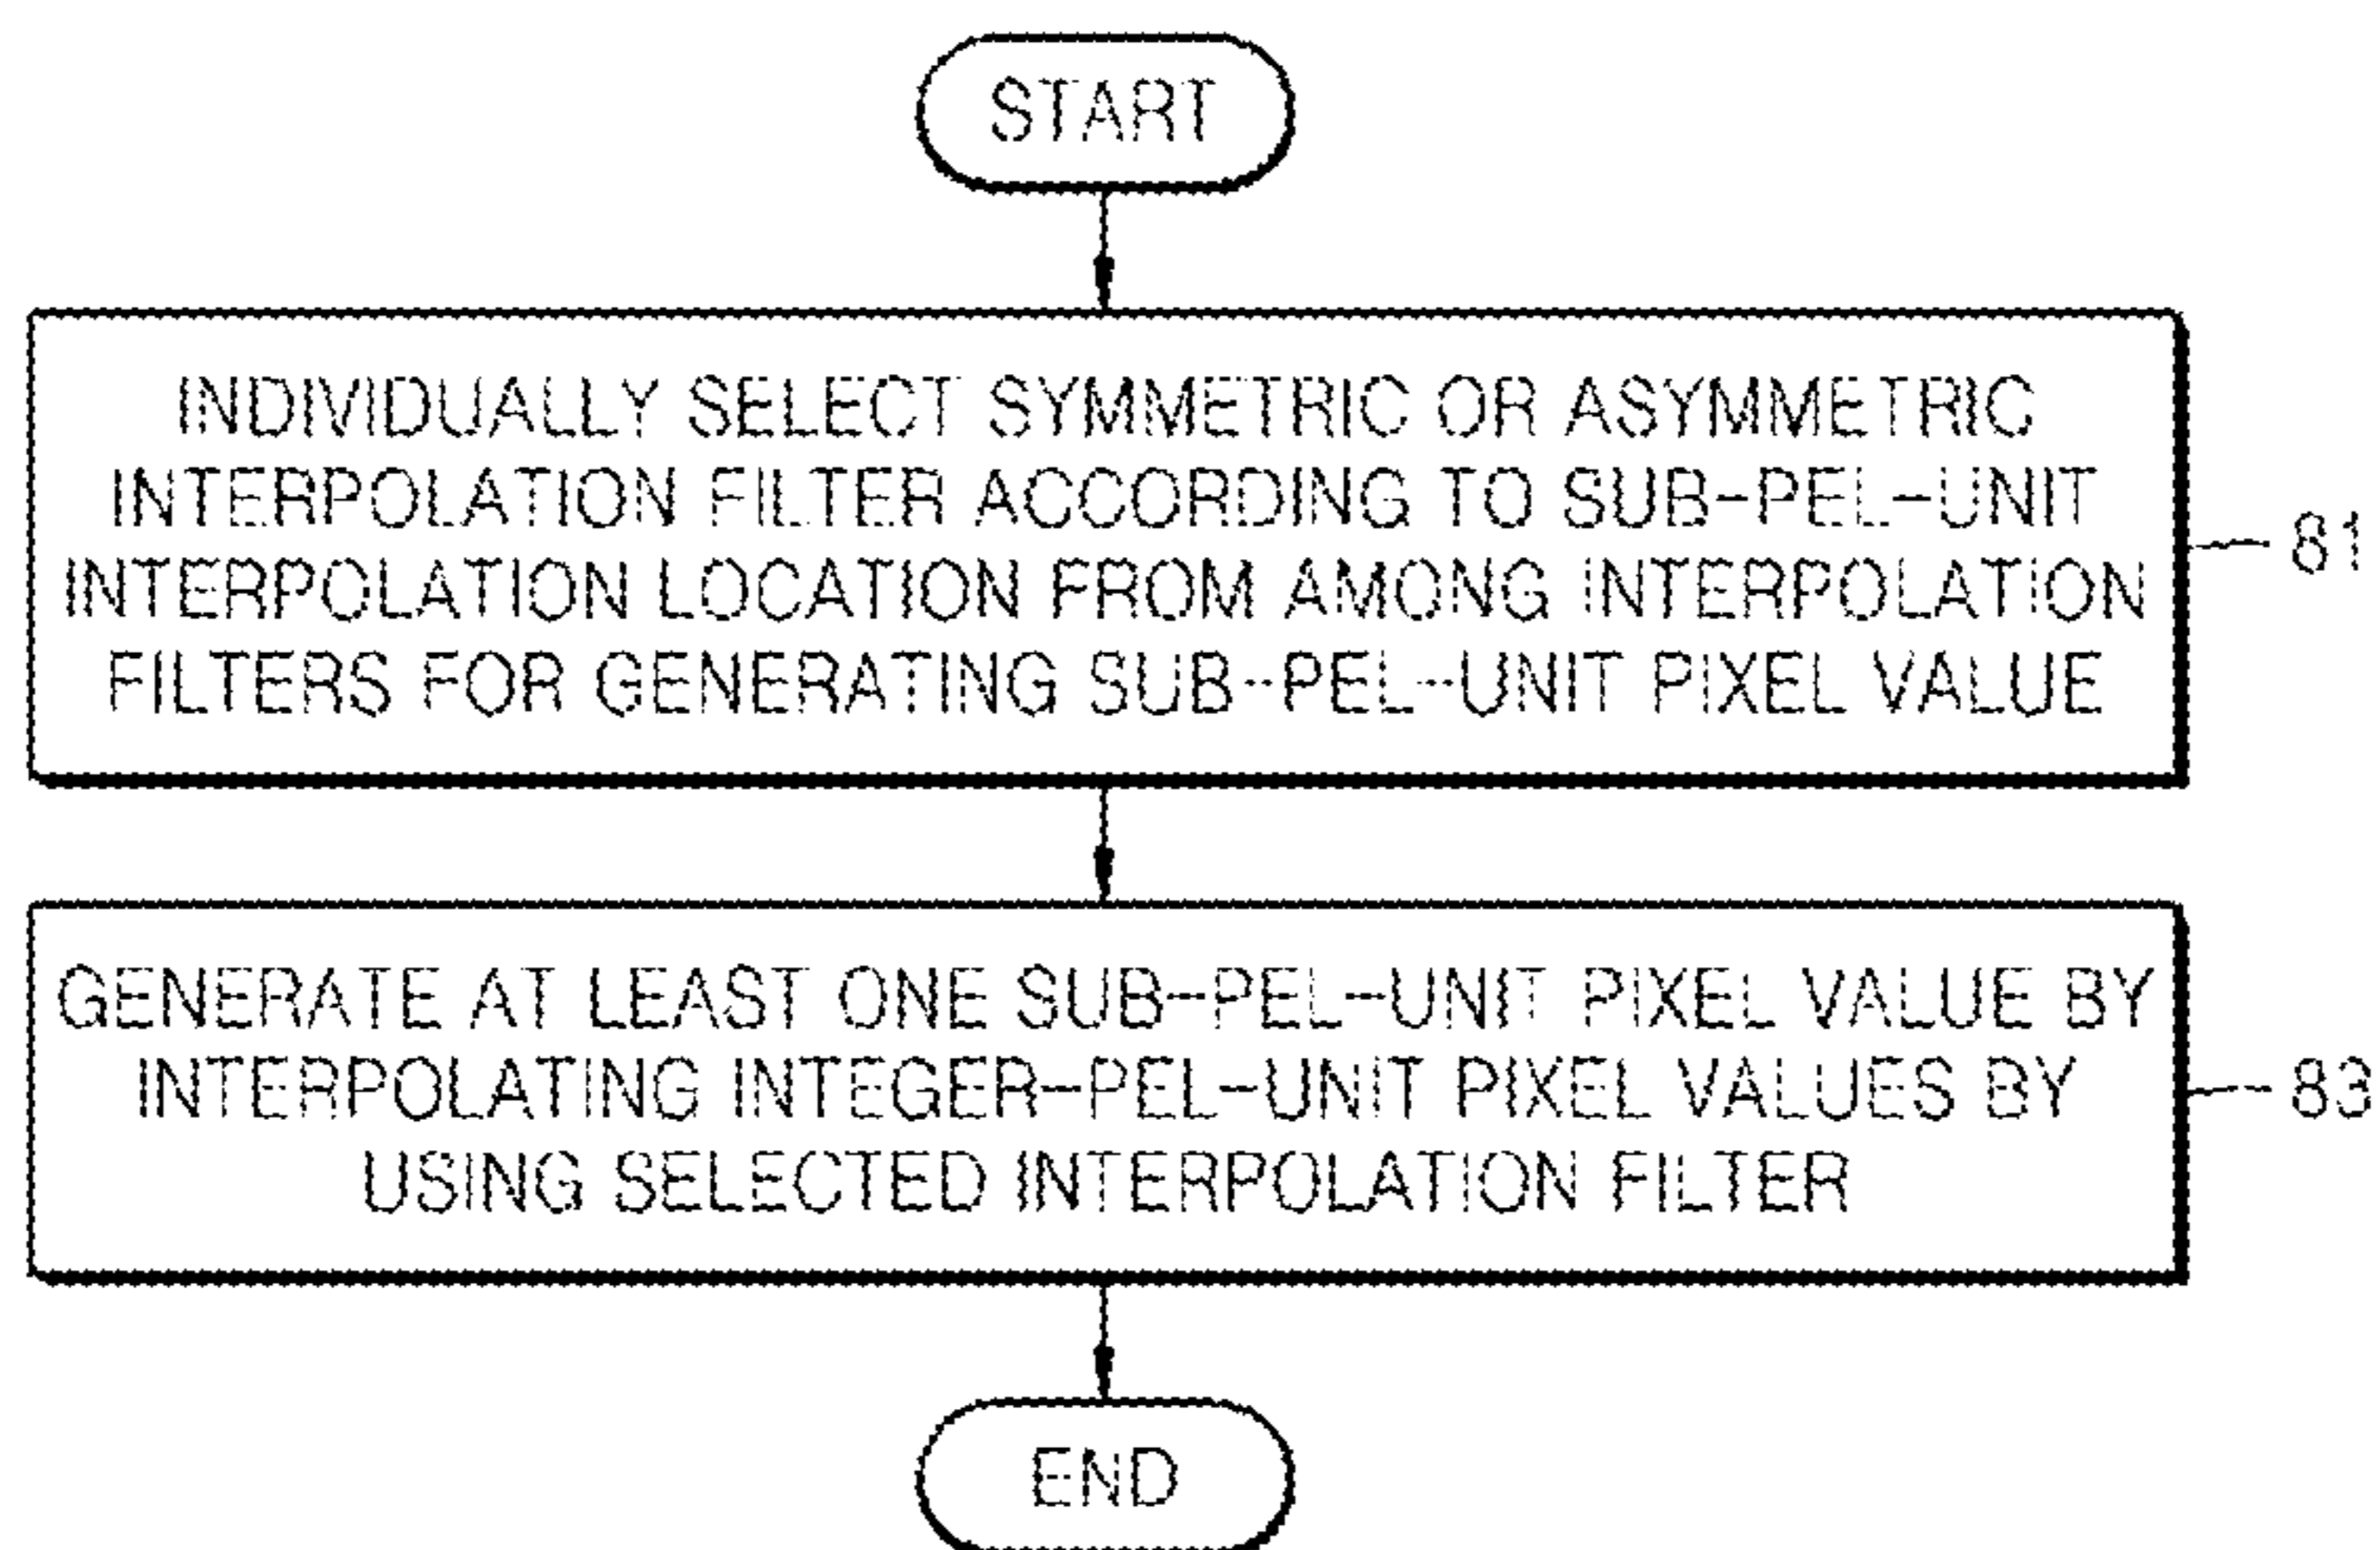 START
INDIVIDUALLY SELECT SYMMETRIC OR ASYMMETRIC
INTERPOLATION FILTER ACCORDING TO SUB-PEL-UNIT
INTERPOLATION LOCATION FROM AMONG INTERPOLATION
FILTERS FOR GENERATING SUB-PEL-UNIT PIXEL VALUE
81
GENERATE AT LEAST ONE SUB-PEL-UNIT PIXEL VALUE BY
INTERPOLATING INTEGER-PEL-UNIT PIXEL VALUES BY
USING SELECTED INTERPOLATION FILTER
83
END